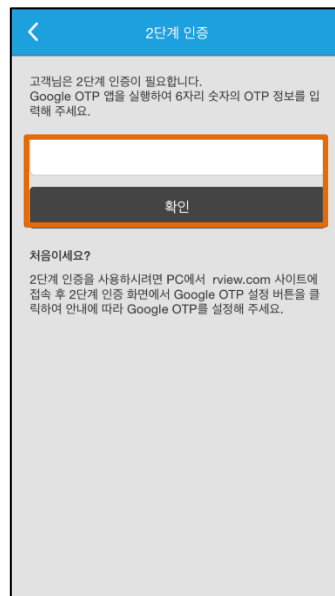 2단계 인증
고객님은 2단계 인증이 필요합니다.
Google OTP 앱을 실행하여 6자리 숫자의 OTP 정보를 입
력해 주세요.
확인
처음이세요?
2단계 인증을 사용하시려면 PC에서 rview.com 사이트에
접속 후 2단계 인증 화면에서 Google OTP 설정 버튼을 클
릭하여 안내에 따라 Google OTP를 설정해 주세요.